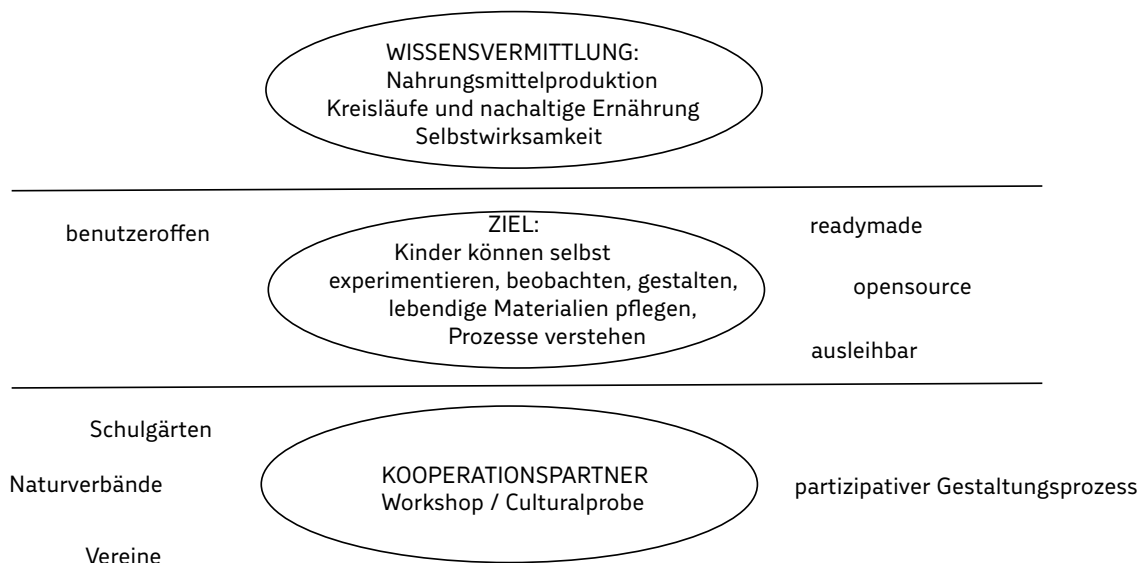 WISSENSVERMITTLUNG:
Nahrungsmittelproduktion
Kreisläufe und nachaltige Ernährung
Selbstwirksamkeit
benutzeroffen
ZIEL:
Kinder können selbst
experimentieren, beobachten, gestalten,
lebendige Materialien pflegen,
Prozesse verstehen
readymade
opensource
ausleihbar
Schulgärten
Naturverbände
Vereine
KOOPERATIONSPARTNER
Workshop / Culturalprobe
partizipativer Gestaltungsprozess